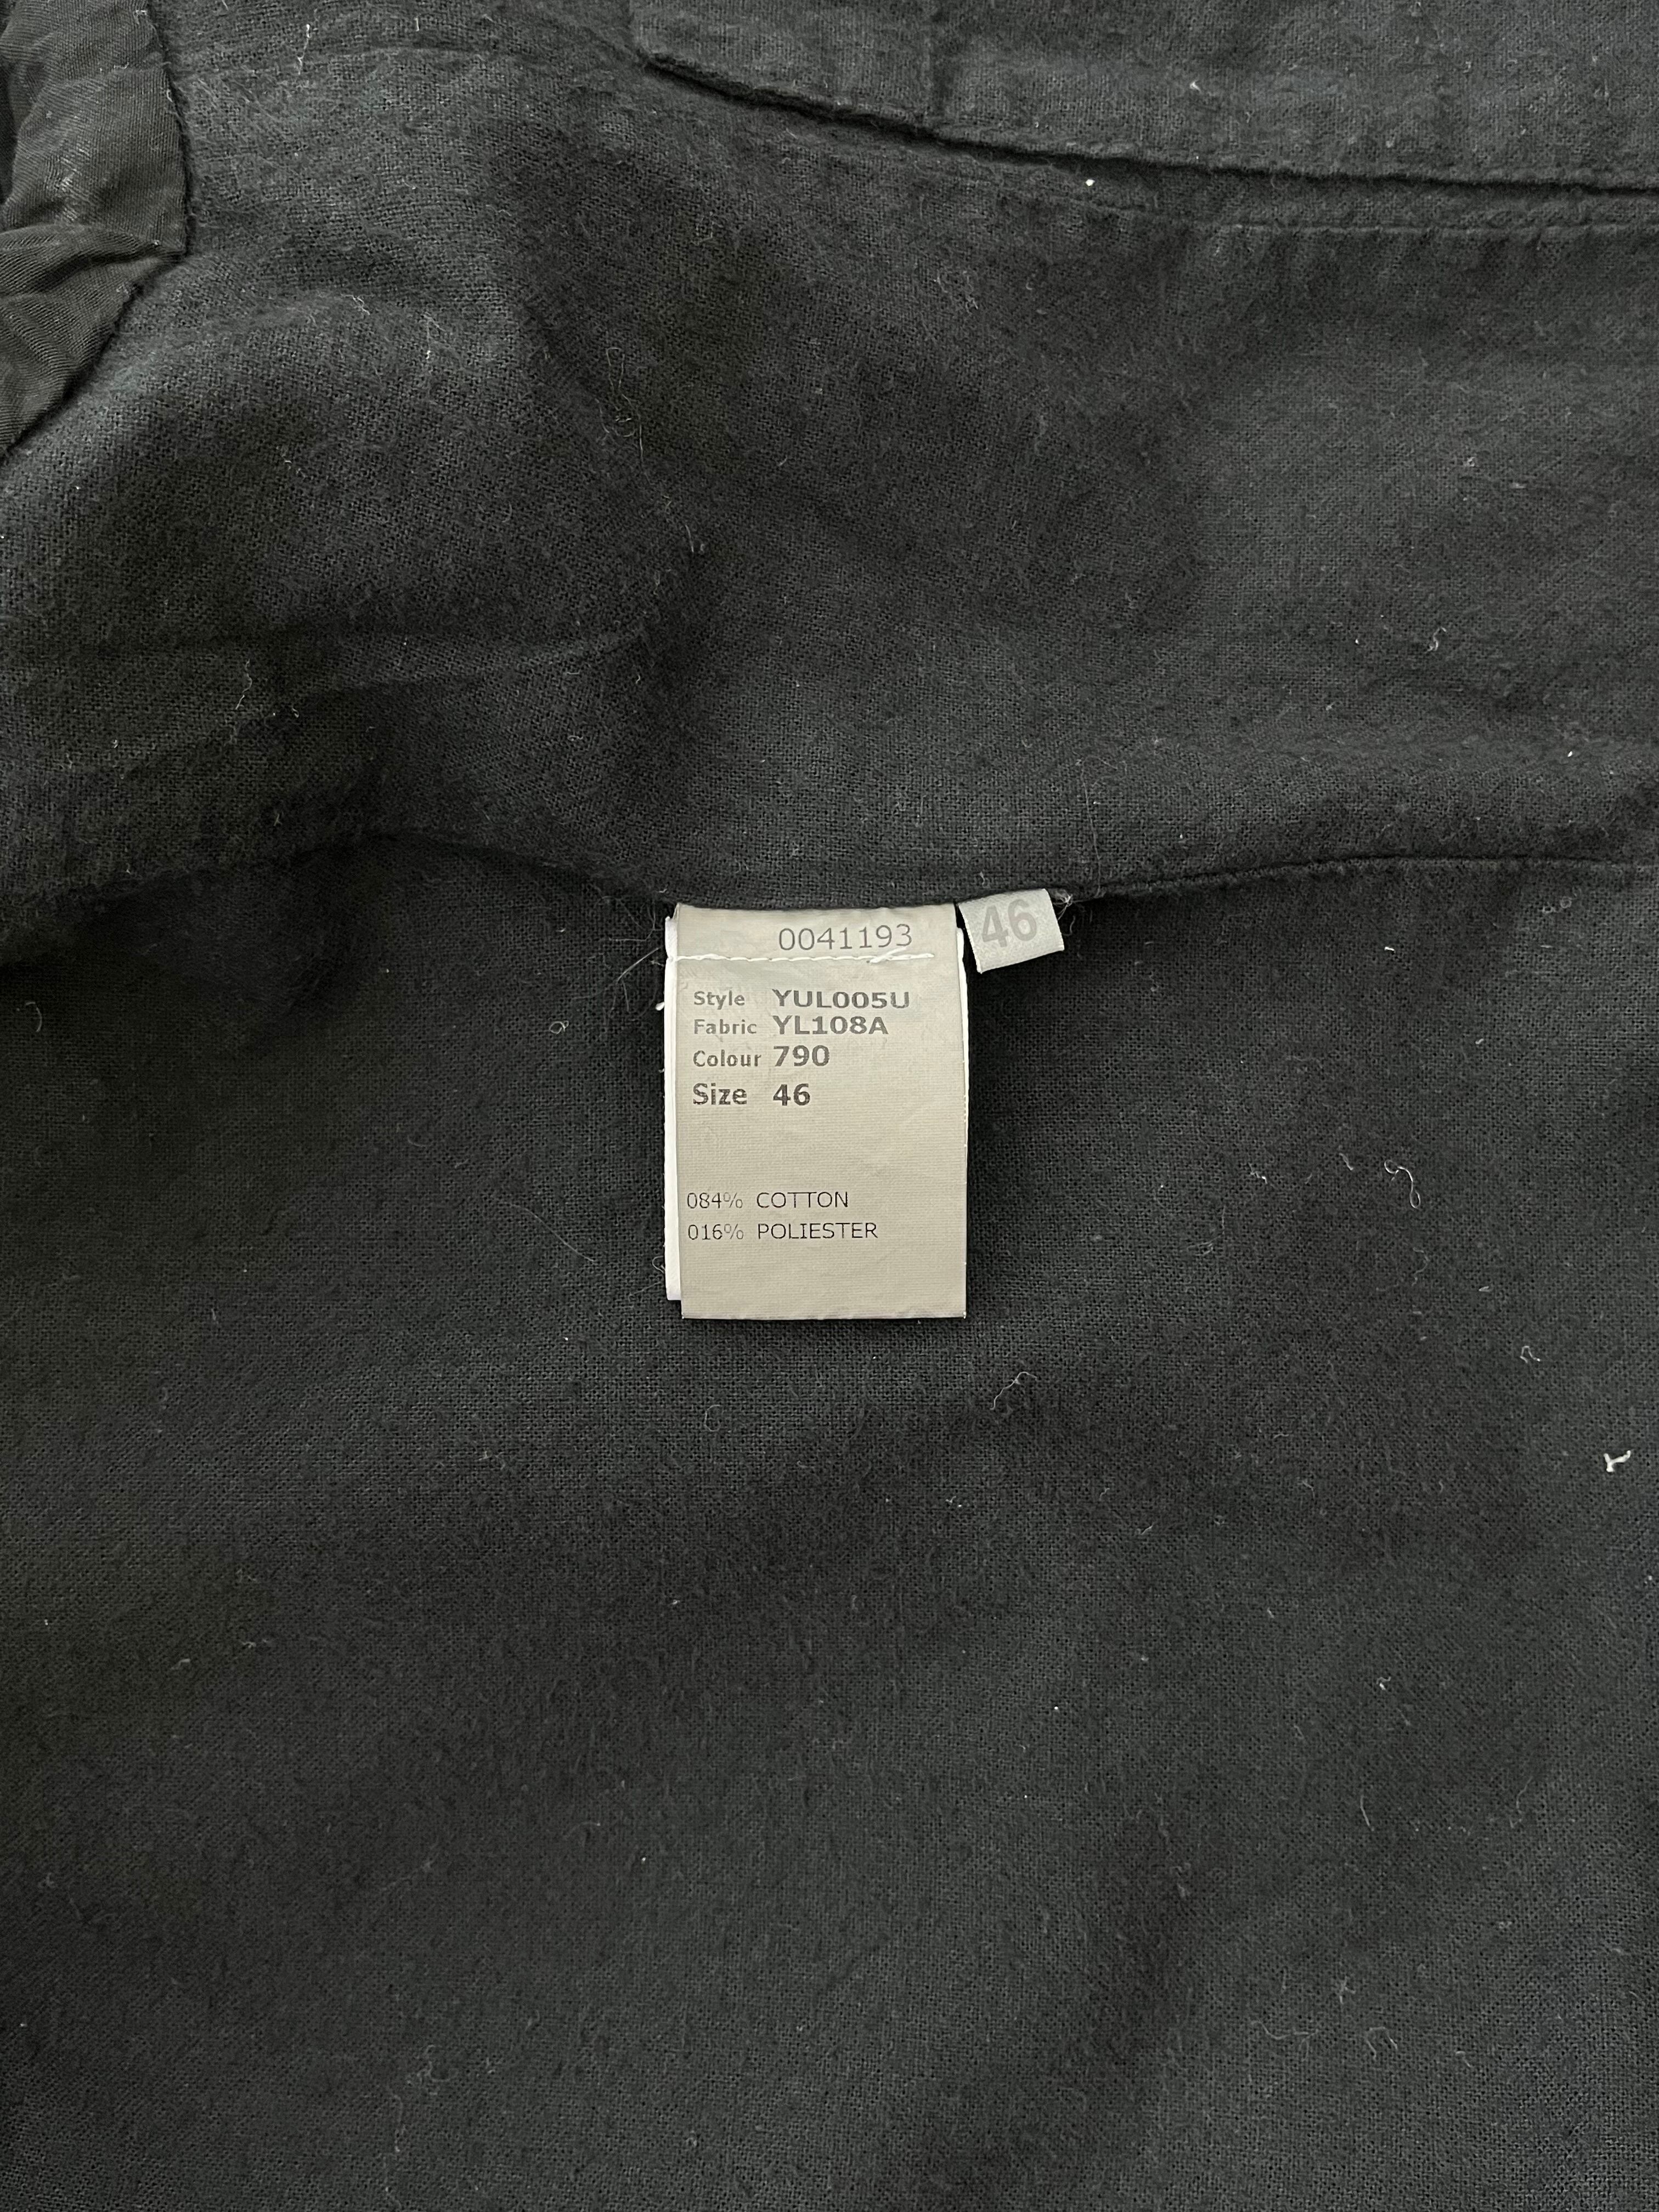 0041193
46
Style YUL005U
Fabric YL108A
Colour 790
Size 46
084% COTTON
016% POLIESTER